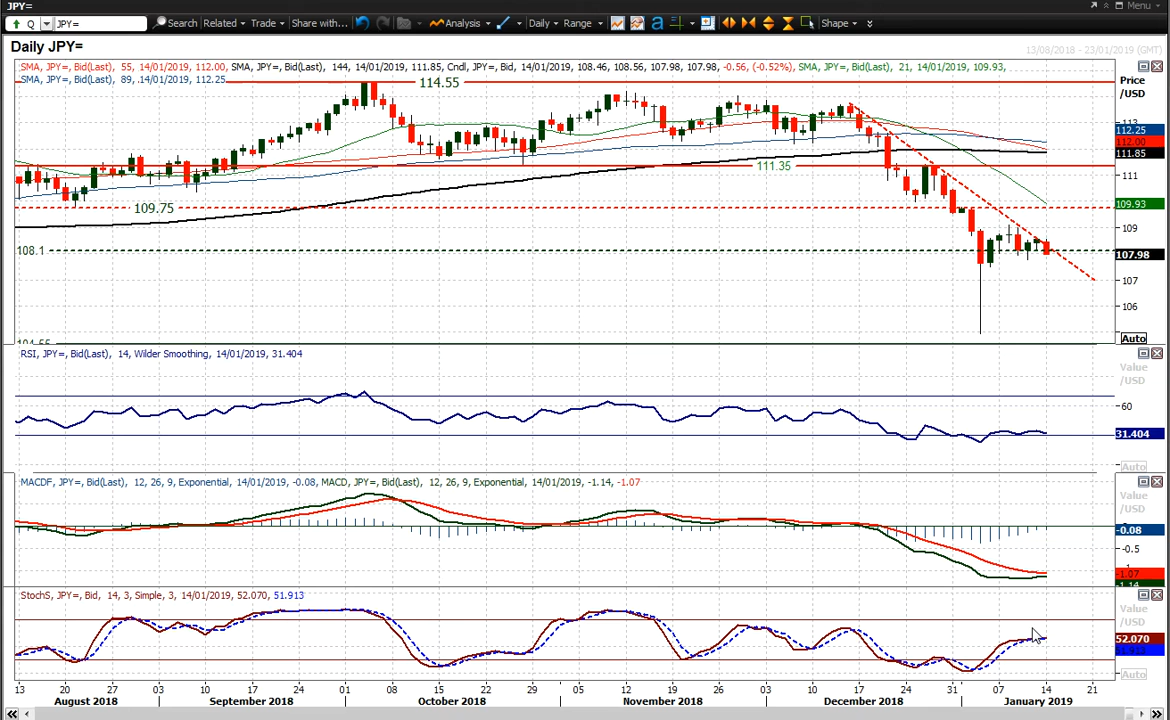 JPY=
Menu
Q JPY= Search Related Trade Share with... Analysis Daily Range Shape
Daily JPY=
13/08/2018 - 23/01/2019 (GMT)
SMA, JPY=, Bid(Last), 55, 14/01/2019, 112.00, SMA, JPY=, Bid(Last), 144, 14/01/2019, 111.85, Cndl, JPY=, Bid, 14/01/2019, 108.46, 108.56, 107.98, 107.98, -0.56, (-0.52%), SMA, JPY=, Bid(Last), 21, 14/01/2019, 109.93,
SMA, JPY=, Bid(Last), 89, 14/01/2019, 112.25
Price
/USD
114.55
113
112.25
112.00
111.85
111.35
111
109.93
109.75
109
108.1
107.98
107
106
Auto
RSI, JPY=, Bid(Last), 14, Wilder Smoothing, 14/01/2019, 31.404
Value
/USD
60
31.404
Auto
MACDF, JPY=, Bid(Last), 12, 26, 9, Exponential, 14/01/2019, -0.08, MACD, JPY=, Bid(Last), 12, 26, 9, Exponential, 14/01/2019, -1.14, -1.07
Value
/USD
-0.08
-0.5
-1.07
StochS, JPY=, Bid, 14, 3, Simple, 3, 14/01/2019, 52.070, 51.913
Value
/USD
52.070
51.913
Auto
13 20 27 03 10 17 24 01 08 15 22 29 05 12 19 26 03 10 17 24 31 07 14 21
August 2018 September 2018 October 2018 November 2018 December 2018 January 2019